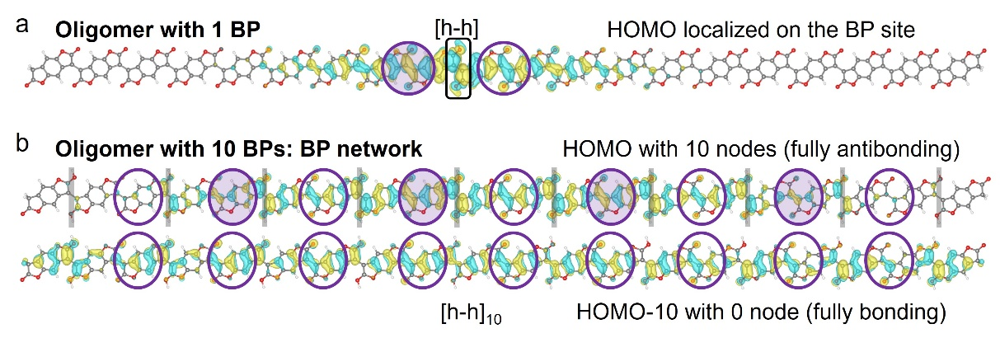 a Oligomer with 1 BP [h-h] HOMO localized on the BP site
b Oligomer with 10 BPs: BP network HOMO with 10 nodes (fully antibonding)
[h-h]10 HOMO-10 with 0 node (fully bonding)